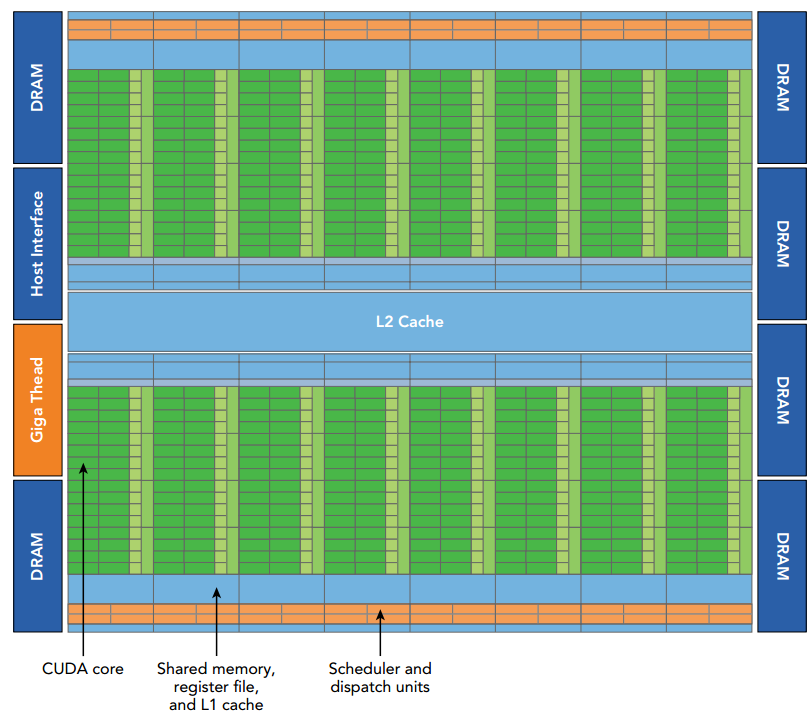 DRAM
Host Interface
Giga Thead
DRAM
L2 Cache
DRAM
DRAM
DRAM
DRAM
CUDA core
Shared memory,
register file,
and L1 cache
Scheduler and
dispatch units